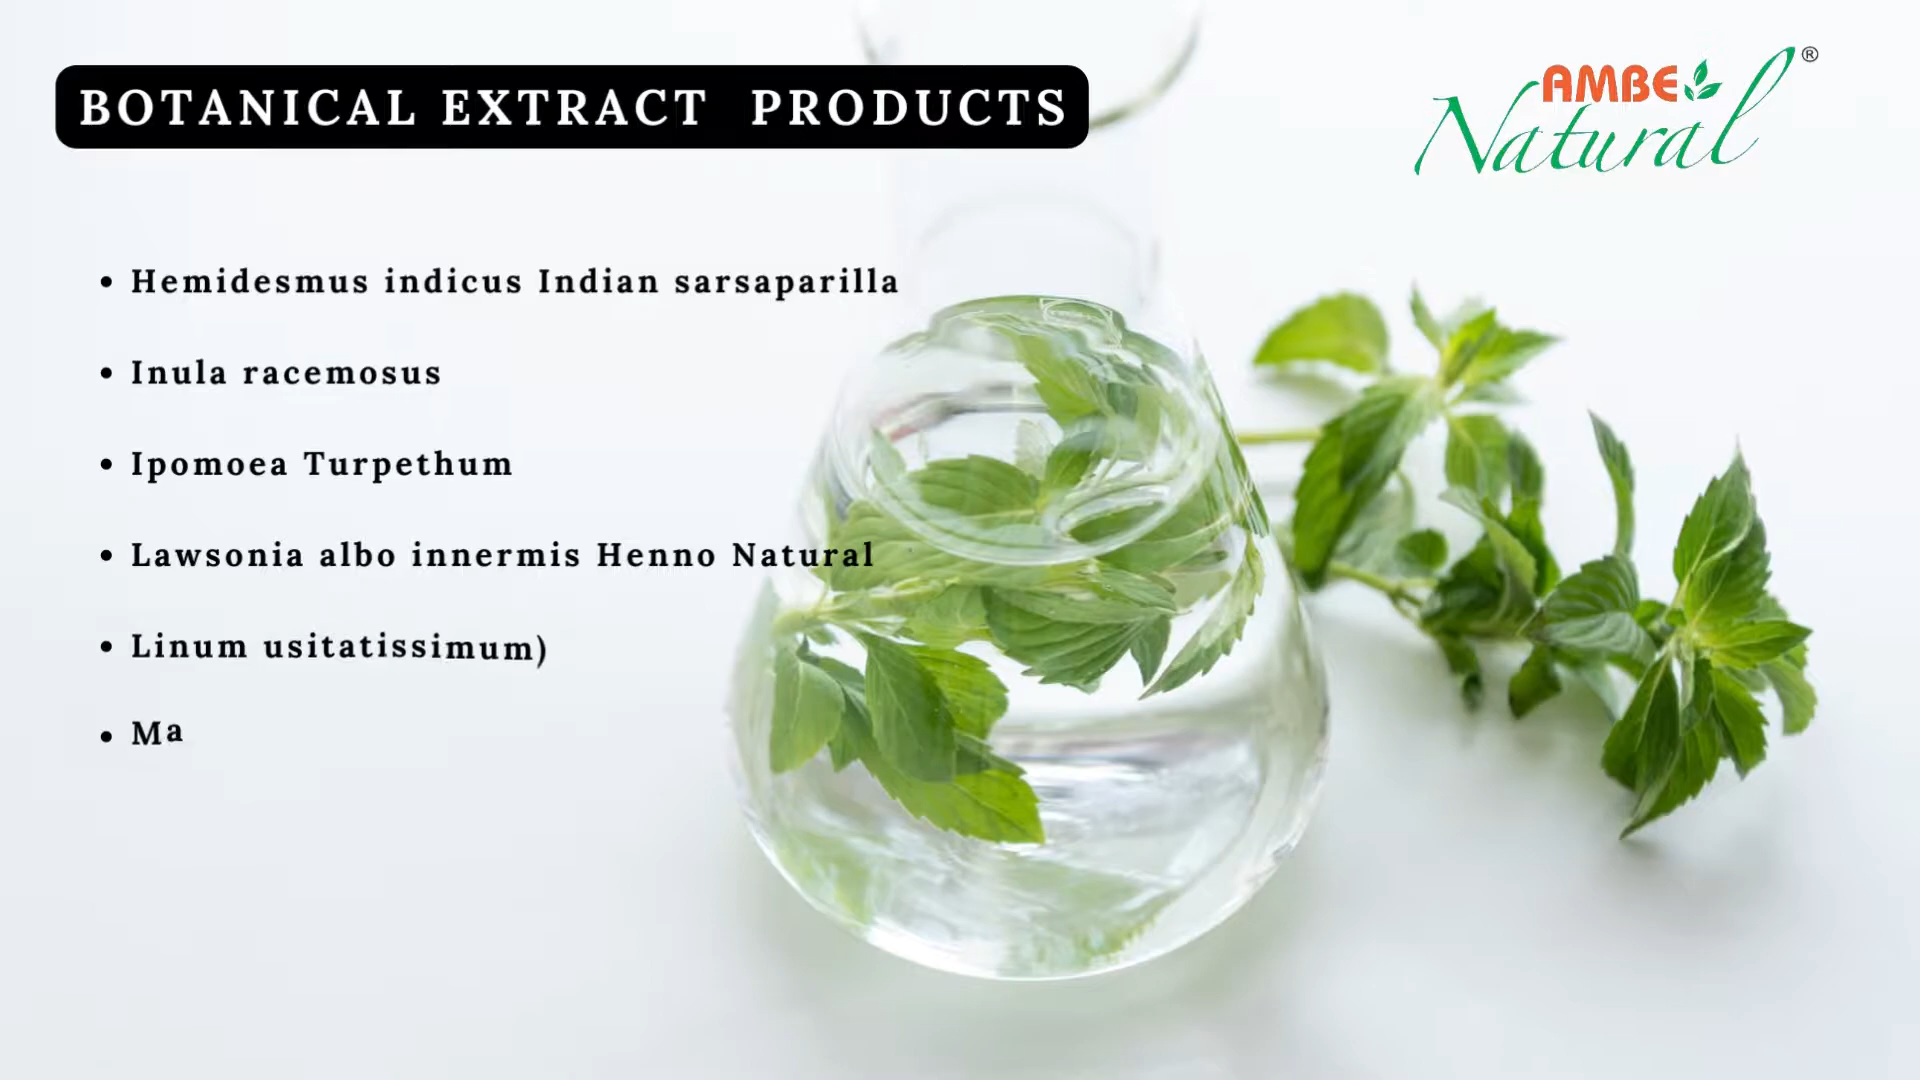 BOTANICAL EXTRACT PRODUCTS
AMBE
Natural®
• Hemidesmus indicus Indian sarsaparilla
• Inula racemosus
• Ipomoea Turpethum
• Lawsonia albo innermis Henno Natural
• Linum usitatissimum)
• Ma